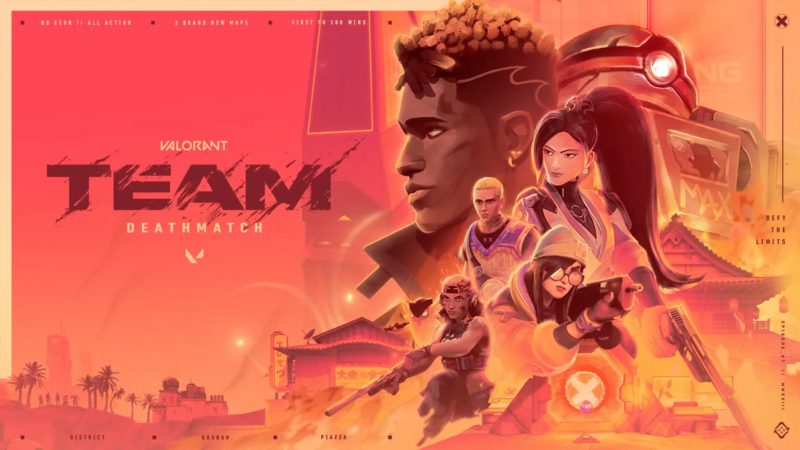 NO ECON // ALL ACTION
2 BRAND NEW MAPS
FIRST TO 100 WINS
VALORANT
TEAM
DEATHMATCH
MAX
DEFY
THE
LIMITS
DISTRICT
KASBAH
PIAZZA